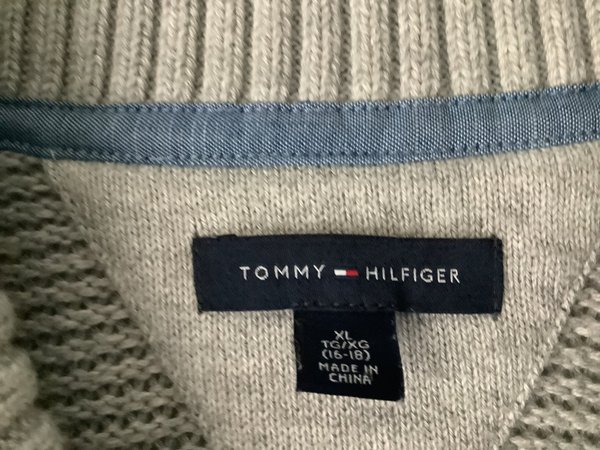 TOMMY HILFIGER
XL
TG/XG
(16-18)
MADE IN
CHINA